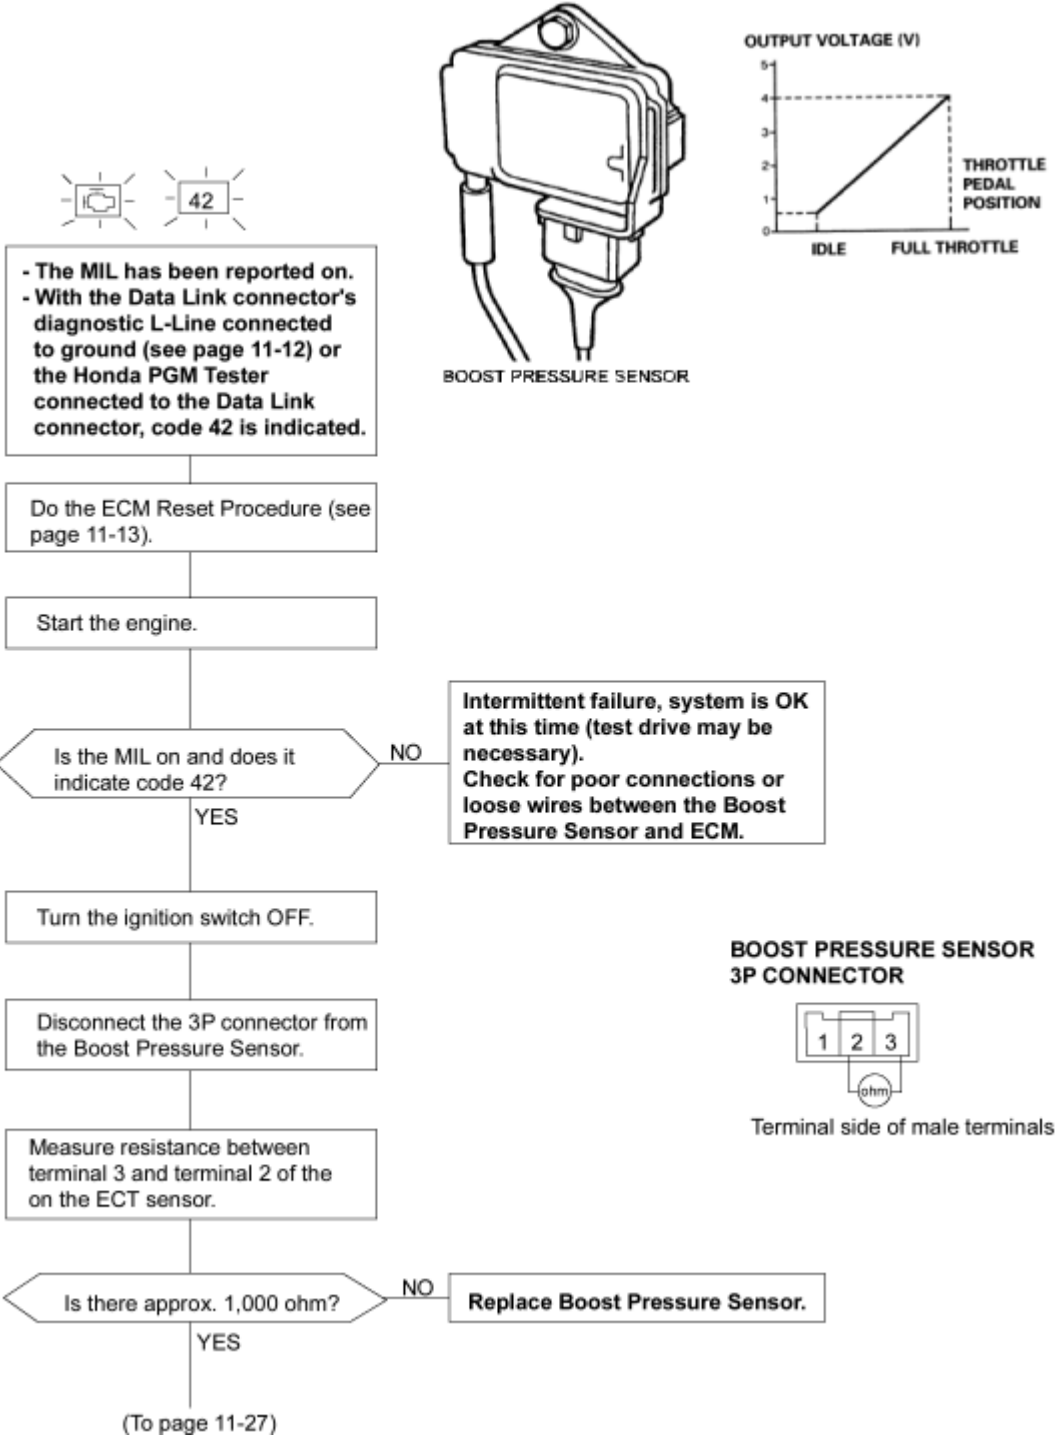 OUTPUT VOLTAGE (V)
5
4
3
2
1
0
THROTTLE
PEDAL
POSITION
IDLE
FULL THROTTLE
BOOST PRESSURE SENSOR
42
- The MIL has been reported on.
- With the Data Link connector's
diagnostic L-Line connected
to ground (see page 11-12) or
the Honda PGM Tester
connected to the Data Link
connector, code 42 is indicated.
Do the ECM Reset Procedure (see
page 11-13).
Start the engine.
Is the MIL on and does it
indicate code 42?
NO
YES
Intermittent failure, system is OK
at this time (test drive may be
necessary).
Check for poor connections or
loose wires between the Boost
Pressure Sensor and ECM.
Turn the ignition switch OFF.
Disconnect the 3P connector from
the Boost Pressure Sensor.
BOOST PRESSURE SENSOR
3P CONNECTOR
1 2 3
ohm
Terminal side of male terminals
Measure resistance between
terminal 3 and terminal 2 of the
on the ECT sensor.
Is there approx. 1,000 ohm?
NO
Replace Boost Pressure Sensor.
YES
(To page 11-27)